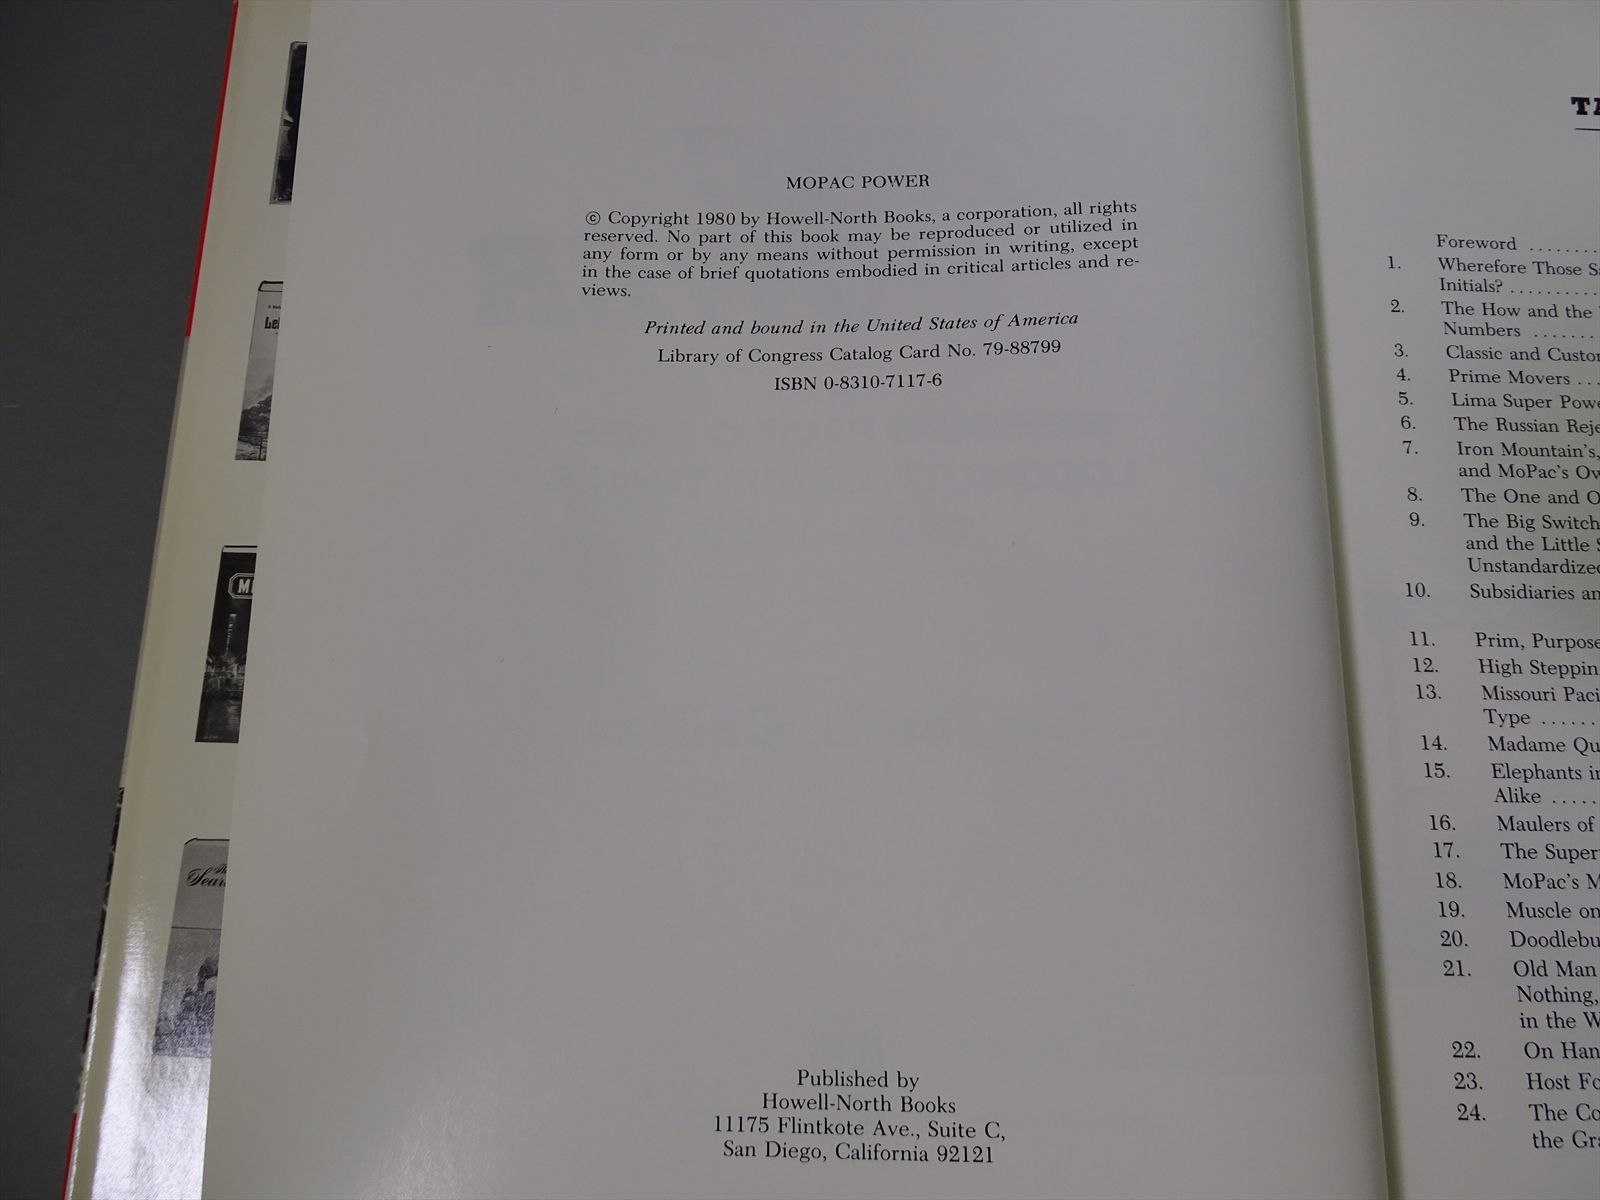 MOPAC POWER
© Copyright 1980 by Howell-North Books, a corporation, all rights
reserved. No part of this book may be reproduced or utilized in
any form or by any means without permission in writing, except
in the case of brief quotations embodied in critical articles and re-
views.
Printed and bound in the United States of America
Library of Congress Catalog Card No. 79-88799
ISBN 0-8310-7117-6
Published by
Howell-North Books
11175 Flintkote Ave., Suite C,
San Diego, California 92121
Foreword ........
1. Wherefore Those
Initials? ..........
2. The How and the
Numbers .......
3. Classic and
4. Prime Movers ...
5. Lima Super
6. The Russian
7. Iron Mountain's,
and MoPac's
8. The One and
9. The Big
and the Little
10. Subsidiaries
11. Prim,
12. High
13. Missouri
Type ......
14. Madame
15. Elephants
Alike .....
16. Maulers of
17. The
18. MoPac's
19. Muscle
20.
21. Old Man
Nothing,
in the
22. On
23. Host
24. The
the